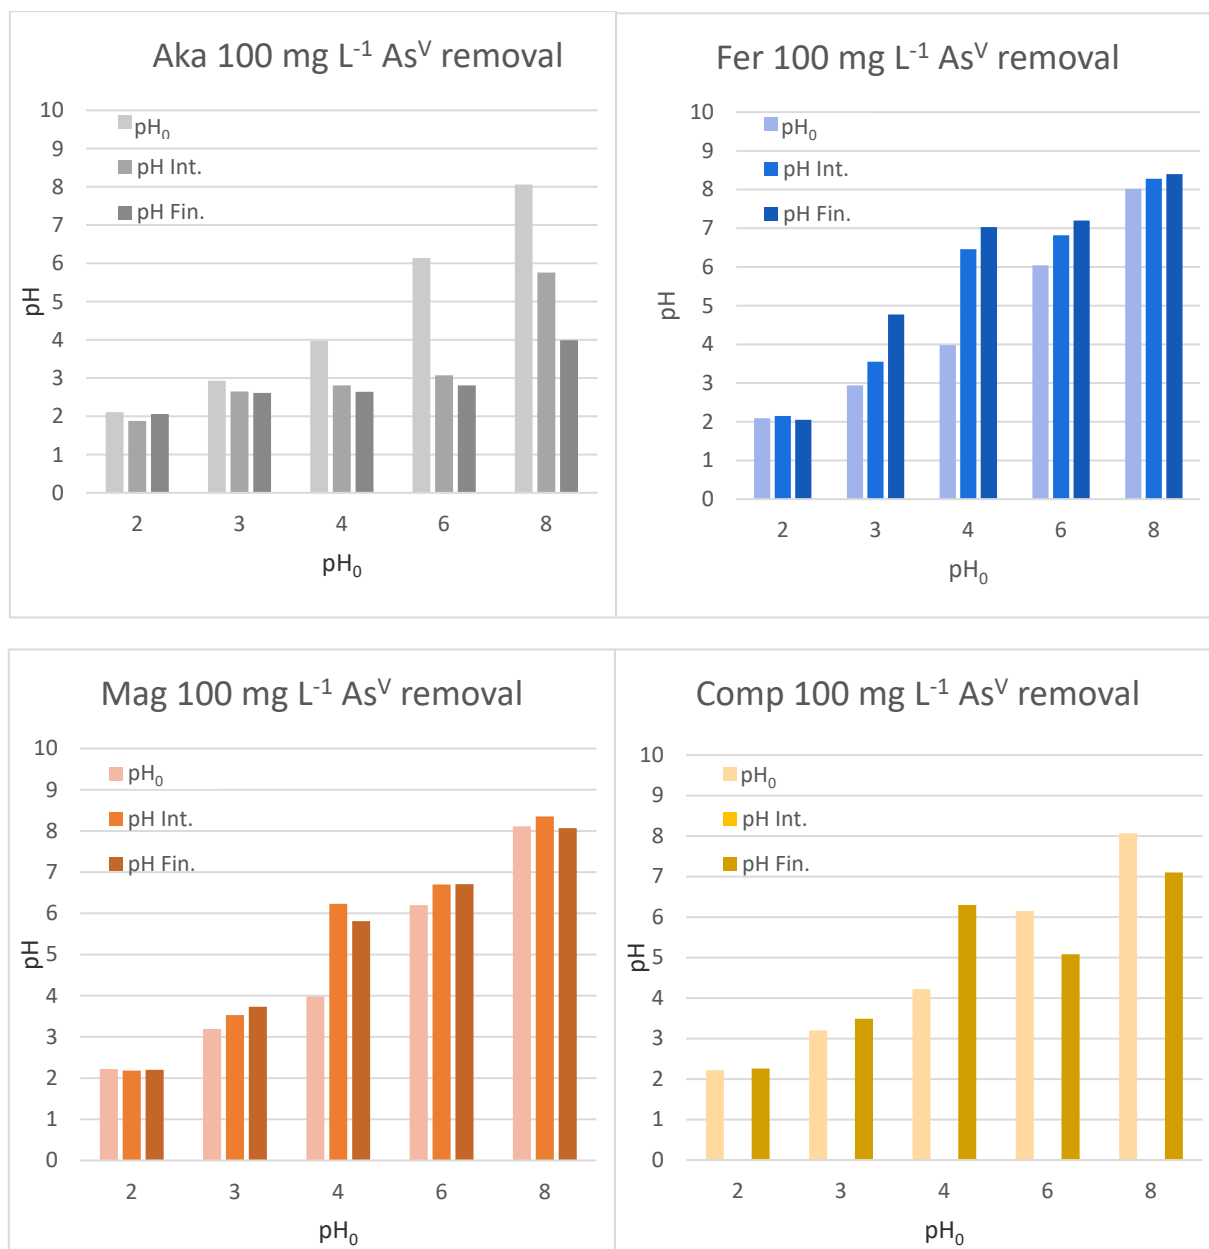 Aka 100 mg L⁻¹ Asⱽ removal
10
9
8
7
6
5
4
3
2
1
0
pH
pH₀
pH Int.
pH Fin.
2 3 4 6 8
pH₀
Fer 100 mg L⁻¹ Asⱽ removal
10
9
8
7
6
5
4
3
2
1
0
pH
pH₀
pH Int.
pH Fin.
2 3 4 6 8
pH₀
Mag 100 mg L⁻¹ Asⱽ removal
10
9
8
7
6
5
4
3
2
1
0
pH
pH₀
pH Int.
pH Fin.
2 3 4 6 8
pH₀
Comp 100 mg L⁻¹ Asⱽ removal
10
9
8
7
6
5
4
3
2
1
0
pH
pH₀
pH Int.
pH Fin.
2 3 4 6 8
pH₀